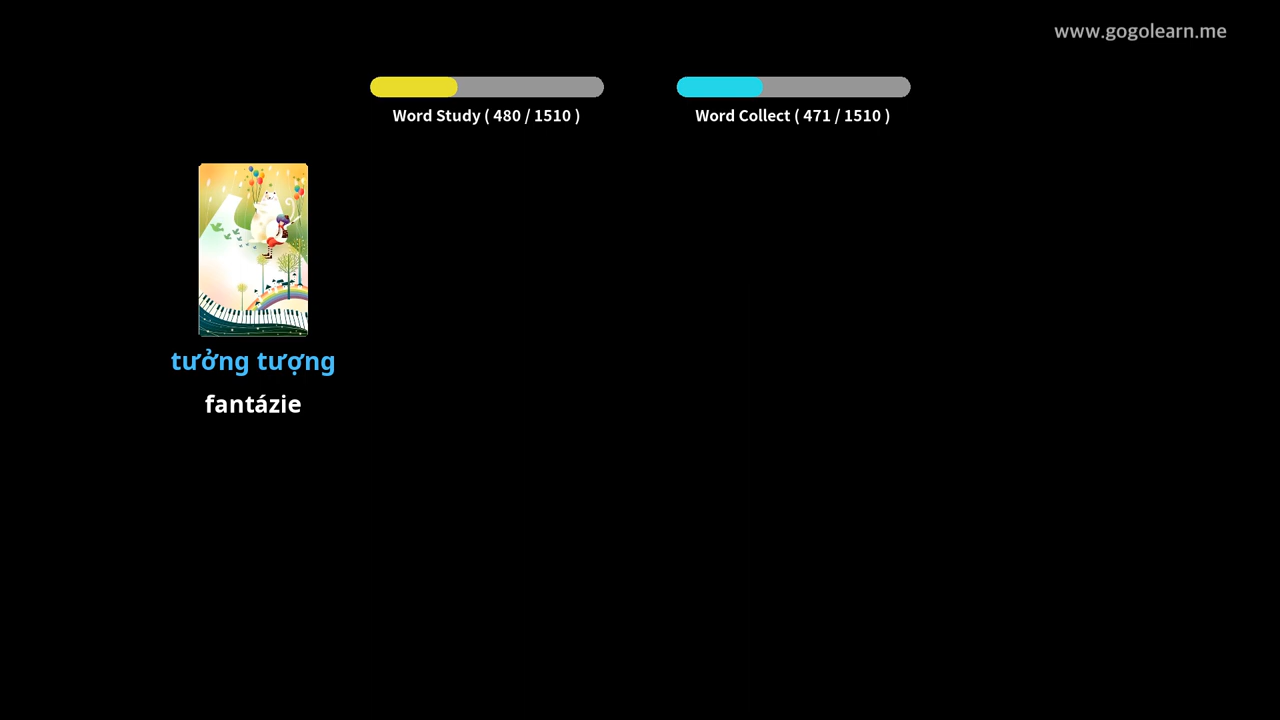 www.gogolearn.me
Word Study ( 480 / 1510 )
Word Collect ( 471 / 1510 )
tưởng tượng
fantázie